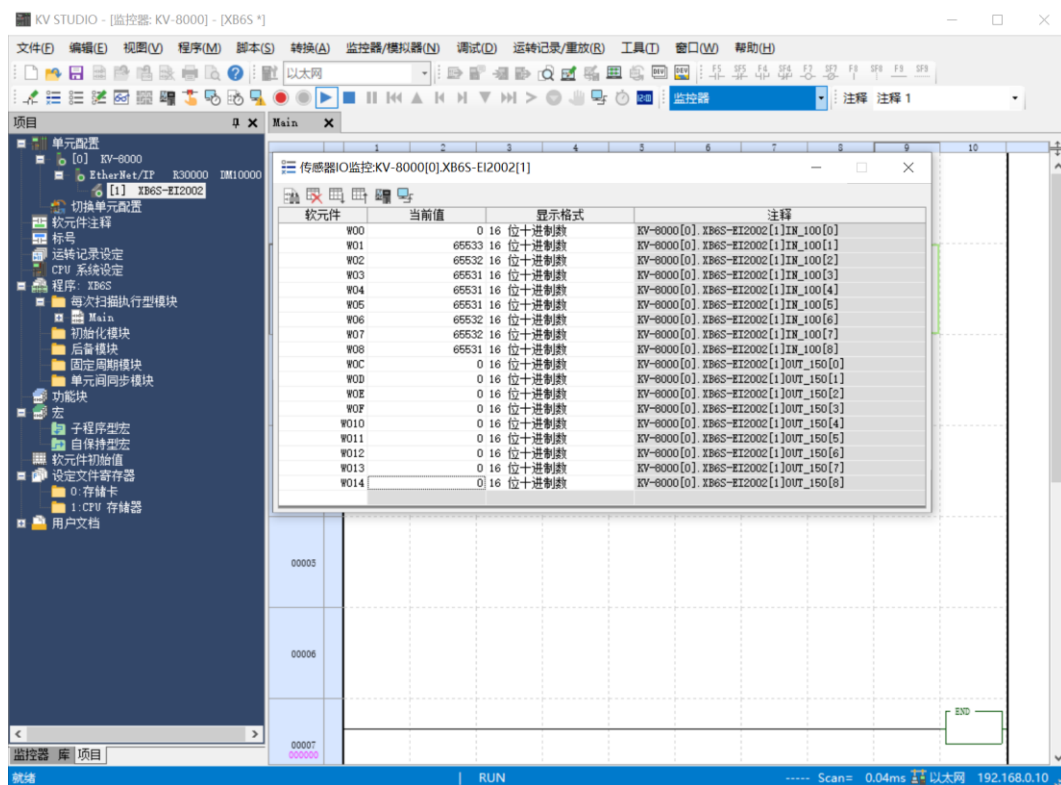 KV STUDIO - [监控器: KV-8000] - [XB6S *]
文件(F) 编辑(E) 视图(V) 程序(M) 脚本(S) 转换(A) 监控器/模拟器(N) 调试(D) 运转记录/重放(R) 工具(T) 窗口(W) 帮助(H)
以太网
监控器 注释 注释 1
项目
Main
单元配置
[0] KV-8000
EtherNet/IP R30000 DM10000
[1] XB6S-EI2002
切换单元配置
软元件注释
标号
运转记录设定
CPU 系统设定
程序: XB6S
每次扫描执行型模块
Main
初始化模块
后备模块
固定周期模块
单元间同步模块
功能块
宏
子程序型宏
自保持型宏
软元件初始值
设定文件寄存器
0:存储卡
1:CPU 存储器
用户文档
监控器 库 项目
1 2 3 4 5 6 7 8 9 10
传感器IO监控:KV-8000[0].XB6S-EI2002[1]
软元件 当前值 显示格式 注释
W00 0 16 位十进制数 KV-8000[0].XB6S-EI2002[1]IN_100[0]
W01 65533 16 位十进制数 KV-8000[0].XB6S-EI2002[1]IN_100[1]
W02 65532 16 位十进制数 KV-8000[0].XB6S-EI2002[1]IN_100[2]
W03 65531 16 位十进制数 KV-8000[0].XB6S-EI2002[1]IN_100[3]
W04 65531 16 位十进制数 KV-8000[0].XB6S-EI2002[1]IN_100[4]
W05 65531 16 位十进制数 KV-8000[0].XB6S-EI2002[1]IN_100[5]
W06 65532 16 位十进制数 KV-8000[0].XB6S-EI2002[1]IN_100[6]
W07 65532 16 位十进制数 KV-8000[0].XB6S-EI2002[1]IN_100[7]
W08 65531 16 位十进制数 KV-8000[0].XB6S-EI2002[1]IN_100[8]
W0C 0 16 位十进制数 KV-8000[0].XB6S-EI2002[1]OUT_150[0]
W0D 0 16 位十进制数 KV-8000[0].XB6S-EI2002[1]OUT_150[1]
W0E 0 16 位十进制数 KV-8000[0].XB6S-EI2002[1]OUT_150[2]
W0F 0 16 位十进制数 KV-8000[0].XB6S-EI2002[1]OUT_150[3]
W010 0 16 位十进制数 KV-8000[0].XB6S-EI2002[1]OUT_150[4]
W011 0 16 位十进制数 KV-8000[0].XB6S-EI2002[1]OUT_150[5]
W012 0 16 位十进制数 KV-8000[0].XB6S-EI2002[1]OUT_150[6]
W013 0 16 位十进制数 KV-8000[0].XB6S-EI2002[1]OUT_150[7]
W014 0 16 位十进制数 KV-8000[0].XB6S-EI2002[1]OUT_150[8]
00005
00006
00007
000000
END
就绪 RUN ----- Scan= 0.04ms 以太网 192.168.0.10